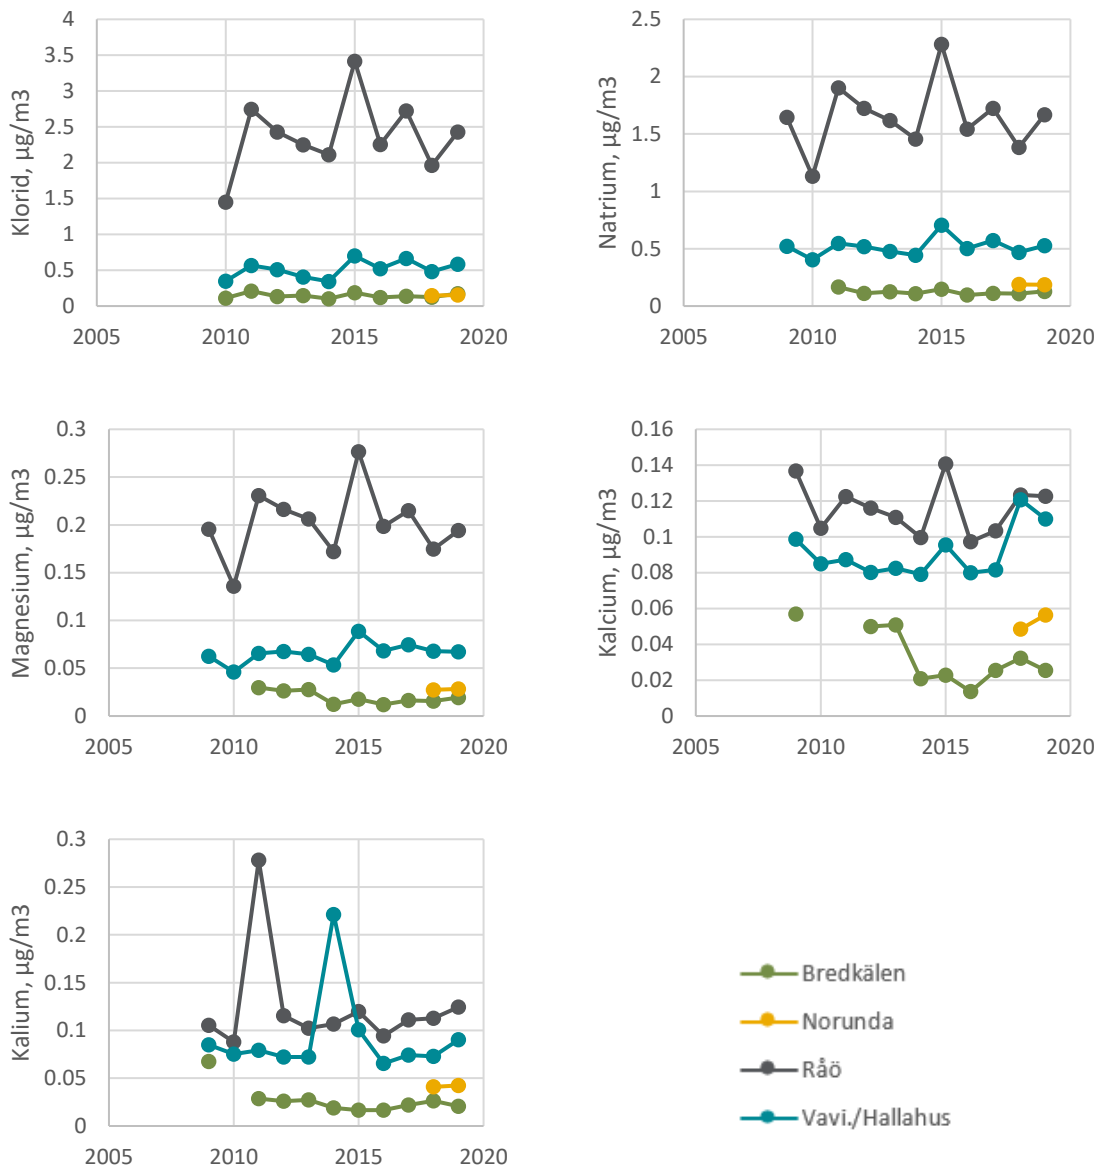 Klorid, µg/m3
4
3.5
3
2.5
2
1.5
1
0.5
0
2005 2010 2015 2020
Natrium, µg/m3
2.5
2
1.5
1
0.5
0
2005 2010 2015 2020
Magnesium, µg/m3
0.3
0.25
0.2
0.15
0.1
0.05
0
2005 2010 2015 2020
Kalcium, µg/m3
0.16
0.14
0.12
0.1
0.08
0.06
0.04
0.02
0
2005 2010 2015 2020
Kalium, µg/m3
0.3
0.25
0.2
0.15
0.1
0.05
0
2005 2010 2015 2020
Bredkälen
Norunda
Råö
Vavi./Hallahus